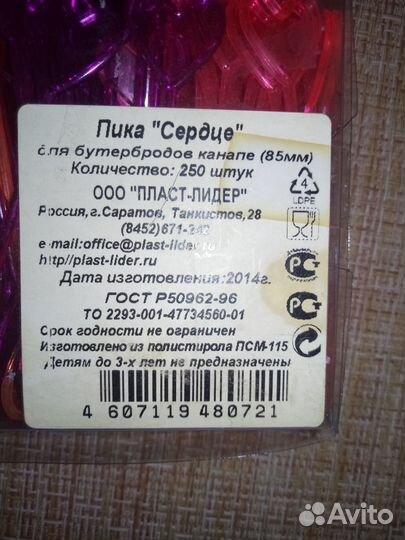 Пика "Сердце"
для бутербродов канапе (85мм)
Количество: 250 штук
ООО "ПЛАСТ-ЛИДЕР"
Россия,г.Саратов, Танкистов,28
(8452)671-242
e-mail:office@plast-lider.ru
http//plast-lider.ru
Дата изготовления:2014г.
ГОСТ Р50962-96
ТО 2293-001-47734560-01
Срок годности не ограничен
Изготовлено из полистирола ПСМ-115
Детям до 3-х лет не предназначены
4 607119 480721
4
LDPE
Avito